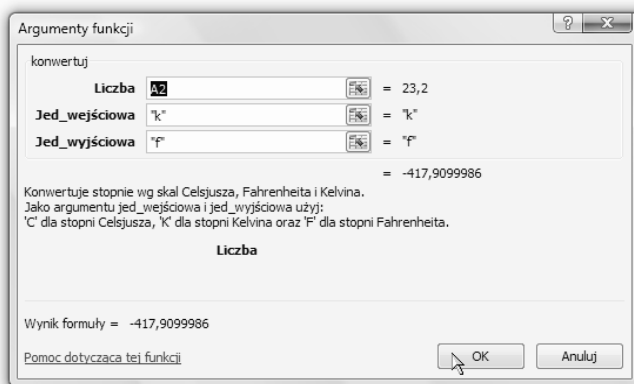 Argumenty funkcji
konwertuj
Liczba A2 = 23,2
Jed_wejściowa "k" = "k"
Jed_wyjściowa "f" = "f"
= -417,9099986
Konwertuje stopnie wg skal Celsjusza, Fahrenheita i Kelvina.
Jako argumentu jed_wejściowa i jed_wyjściowa użyj:
'C' dla stopni Celsjusza, 'K' dla stopni Kelvina oraz 'F' dla stopni Fahrenheita.
Liczba
Wynik formuły = -417,9099986
Pomoc dotycząca tej funkcji
OK Anuluj